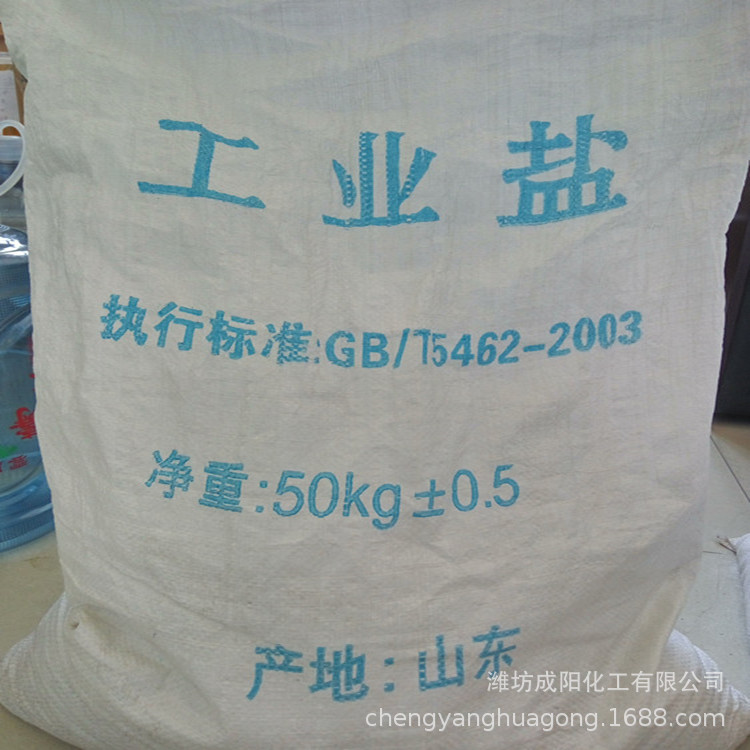 工业盐
执行标准:GB/T5462-2003
净重:50kg±0.5
产地:山东
潍坊成阳化工有限公司
chengyanghuagong.1688.com